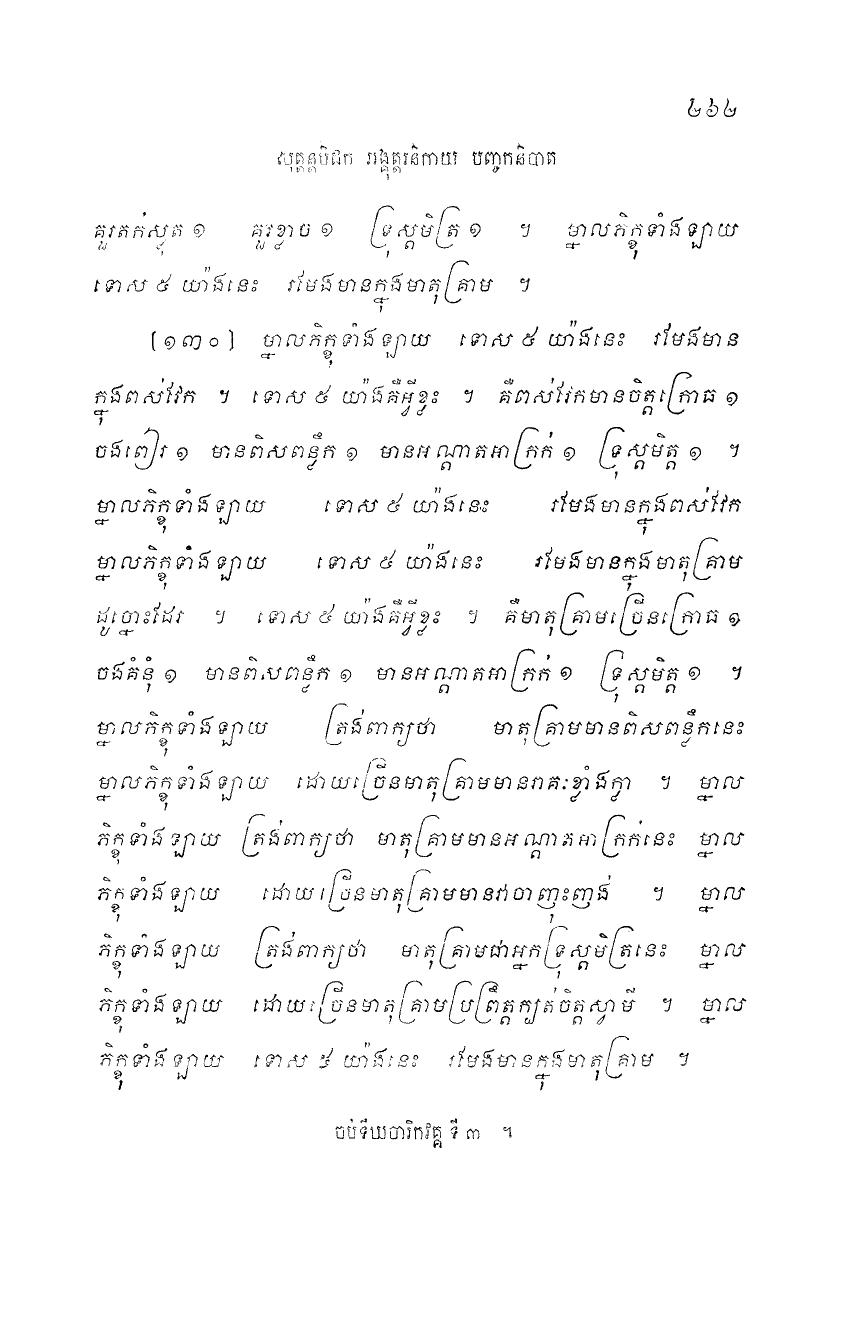 ២៦២
សុត្តន្តបិដក អង្គុត្តរនិកាយ បញ្ចកនិបាត
គួរតក់ស្លុត ១ គួរខ្លាច ១ ទ្រុស្តមិត្រ ១ ។ ម្នាលភិក្ខុទាំងឡាយ
ទោស ៥ យ៉ាងនេះ រមែងមានក្នុងមាតុគ្រាម ។
[១៣០] ម្នាលភិក្ខុទាំងឡាយ ទោស ៥ យ៉ាងនេះ រមែងមាន
ក្នុងពស់វែក ។ ទោស ៥ យ៉ាងគឺអ្វីខ្លះ ។ គឺពស់វែកមានចិត្តក្រោធ ១
ចងពៀរ ១ មានពិសពន្លឹក ១ មានអណ្តាតអាក្រក់ ១ ទ្រុស្តមិត្ត ១ ។
ម្នាលភិក្ខុទាំងឡាយ ទោស ៥ យ៉ាងនេះ រមែងមានក្នុងពស់វែក
ម្នាលភិក្ខុទាំងឡាយ ទោស ៥ យ៉ាងនេះ រមែងមានក្នុងមាតុគ្រាម
ដូច្នោះដែរ ។ ទោស ៥ យ៉ាងគឺអ្វីខ្លះ ។ គឺមាតុគ្រាមច្រើនក្រោធ ១
ចងគំនុំ ១ មានពិសពន្លឹក ១ មានអណ្តាតអាក្រក់ ១ ទ្រុស្តមិត្ត ១ ។
ម្នាលភិក្ខុទាំងឡាយ ត្រង់ពាក្យថា មាតុគ្រាមមានពិសពន្លឹកនេះ
ម្នាលភិក្ខុទាំងឡាយ ដោយច្រើនមាតុគ្រាមមានរាគៈខ្លាំងក្លា ។ ម្នាល
ភិក្ខុទាំងឡាយ ត្រង់ពាក្យថា មាតុគ្រាមមានអណ្តាតអាក្រក់នេះ ម្នាល
ភិក្ខុទាំងឡាយ ដោយច្រើនមាតុគ្រាមមានវាចាញុះញង់ ។ ម្នាល
ភិក្ខុទាំងឡាយ ត្រង់ពាក្យថា មាតុគ្រាមជាអ្នកទ្រុស្តមិត្រនេះ ម្នាល
ភិក្ខុទាំងឡាយ ដោយច្រើនមាតុគ្រាមប្រព្រឹត្តក្បត់ចិត្តស្វាមី ។ ម្នាល
ភិក្ខុទាំងឡាយ ទោស ៥ យ៉ាងនេះ រមែងមានក្នុងមាតុគ្រាម ។
ចប់ទីឃចារិកវគ្គ ទី ៣ ។